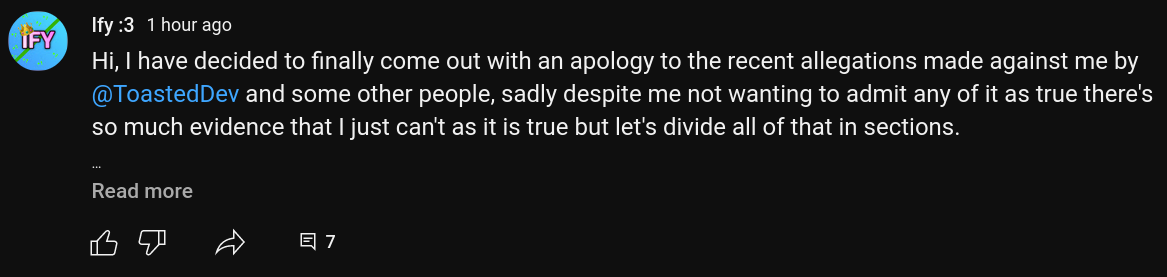 IFY
Ify :3 1 hour ago
Hi, I have decided to finally come out with an apology to the recent allegations made against me by
@ToastedDev and some other people, sadly despite me not wanting to admit any of it as true there's
so much evidence that I just can't as it is true but let's divide all of that in sections.
...
Read more
7